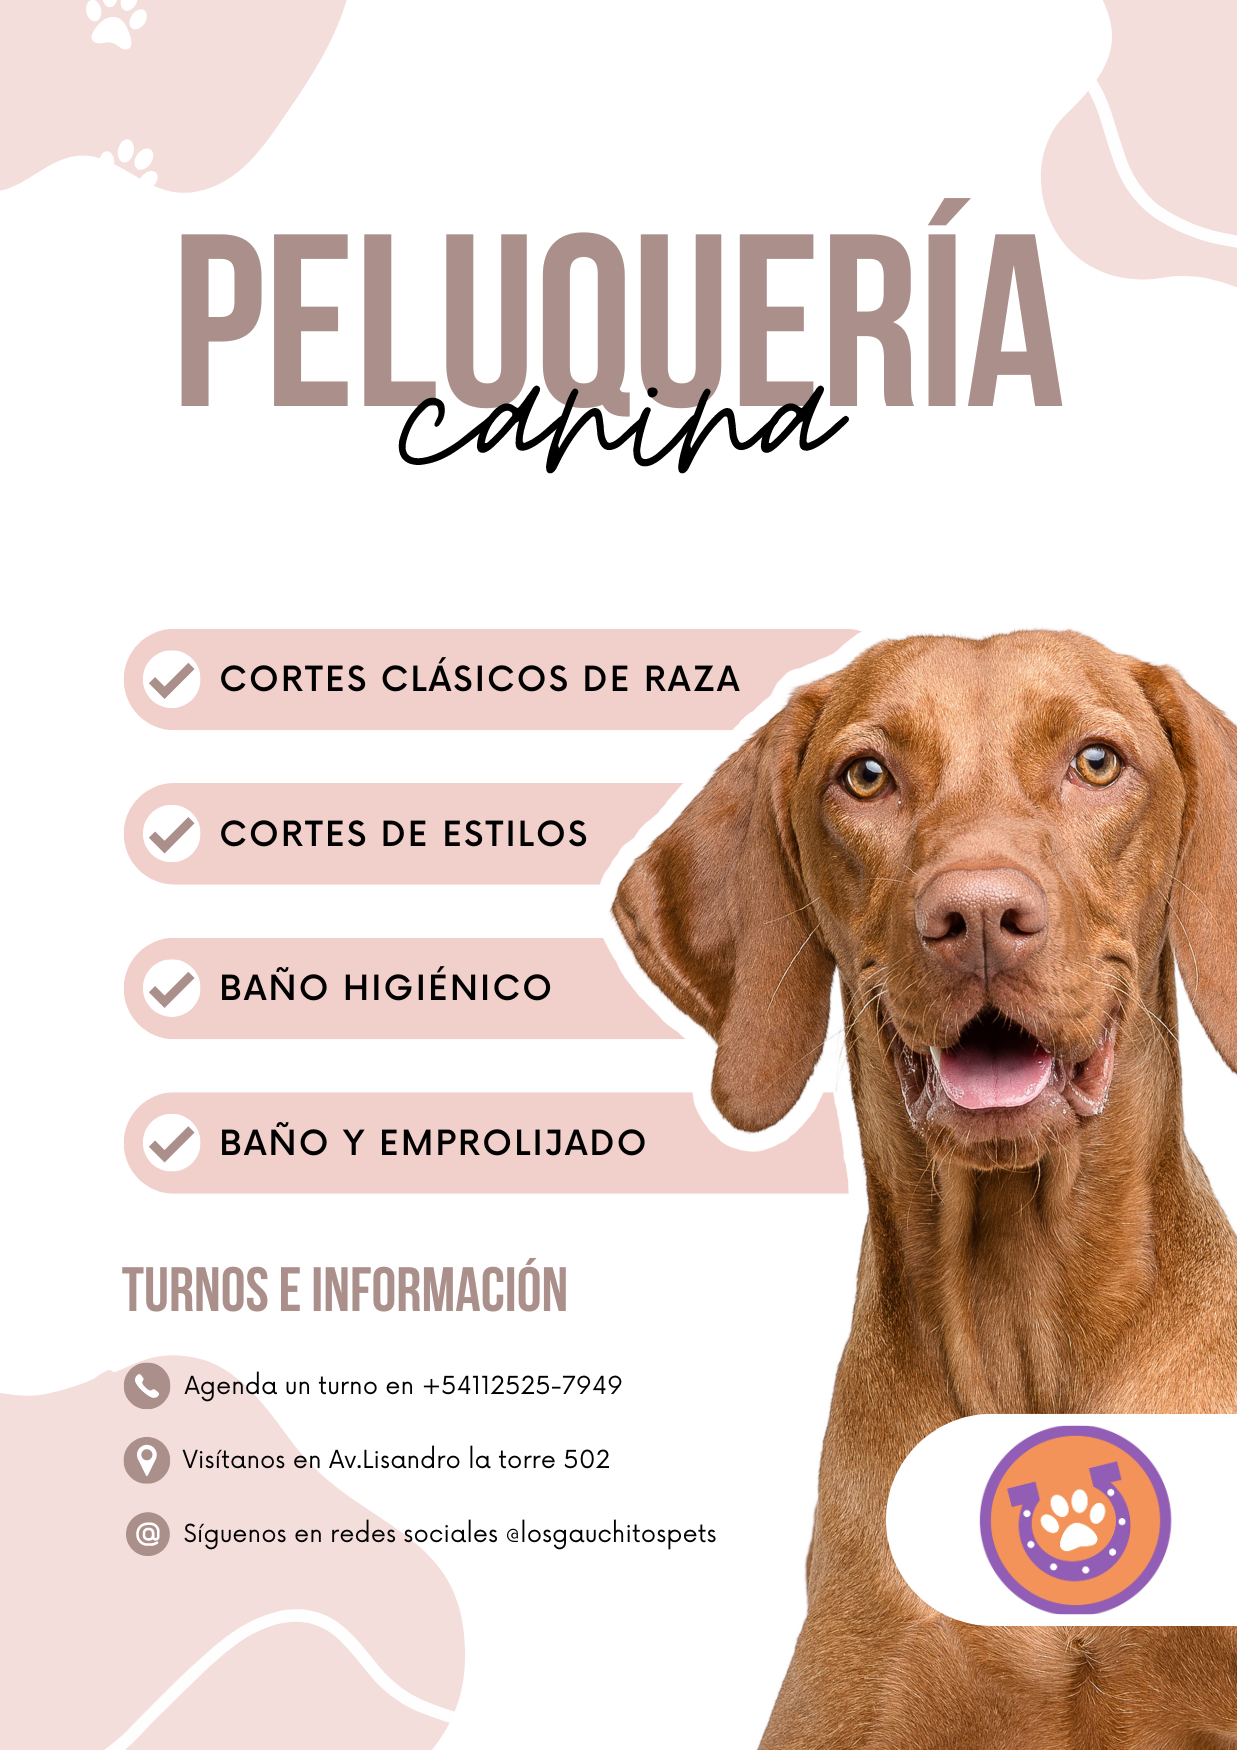 PELUQUERÍA
canina
CORTES CLÁSICOS DE RAZA
CORTES DE ESTILOS
BAÑO HIGIÉNICO
BAÑO Y EMPROLIJADO
TURNOS E INFORMACIÓN
Agenda un turno en +54112525-7949
Visítanos en Av.Lisandro la torre 502
@ Síguenos en redes sociales @losgauchitospets